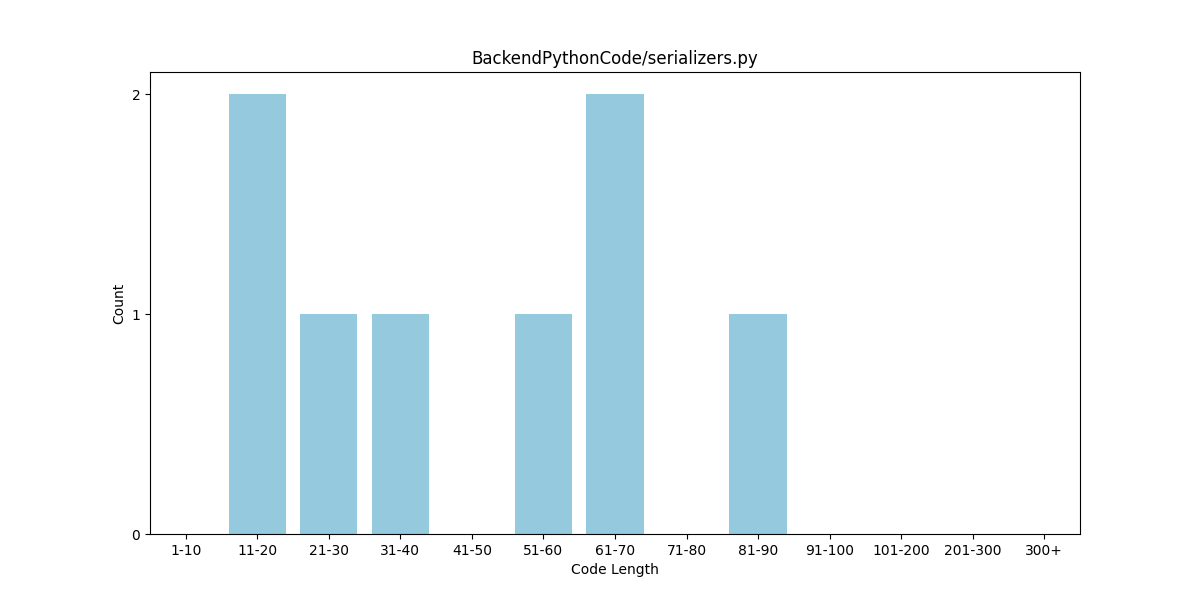 BackendPythonCode/serializers.py
2
1
0
Count
1-10 11-20 21-30 31-40 41-50 51-60 61-70 71-80 81-90 91-100 101-200 201-300 300+
Code Length